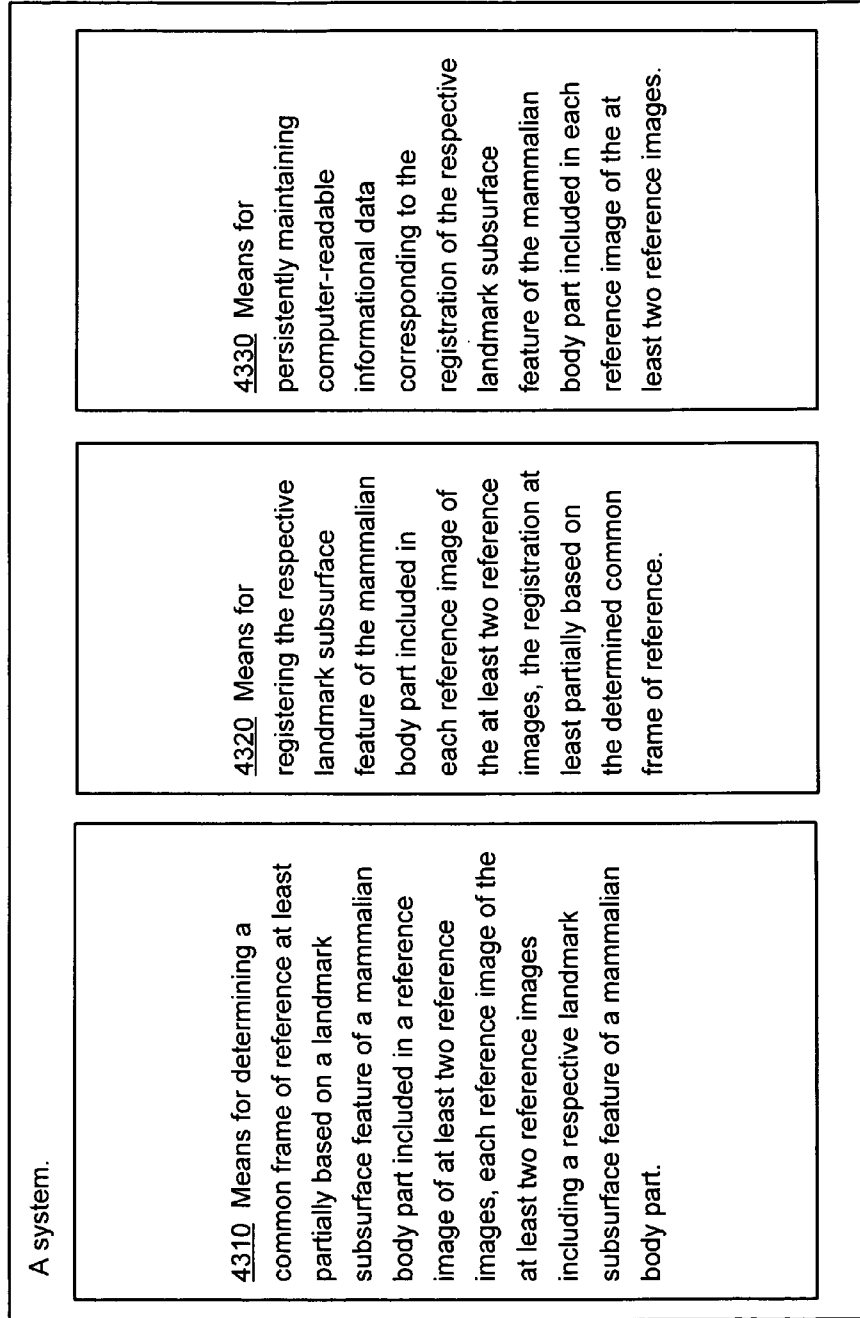 A system.
4310 Means for determining a
common frame of reference at least
partially based on a landmark
subsurface feature of a mammalian
body part included in a reference
image of at least two reference
images, each reference image of the
at least two reference images
including a respective landmark
subsurface feature of a mammalian
body part.
4320 Means for
registering the respective
landmark subsurface
feature of the mammalian
body part included in
each reference image of
the at least two reference
images, the registration at
least partially based on
the determined common
frame of reference.
4330 Means for
persistently maintaining
computer-readable
informational data
corresponding to the
registration of the respective
landmark subsurface
feature of the mammalian
body part included in each
reference image of the at
least two reference images.